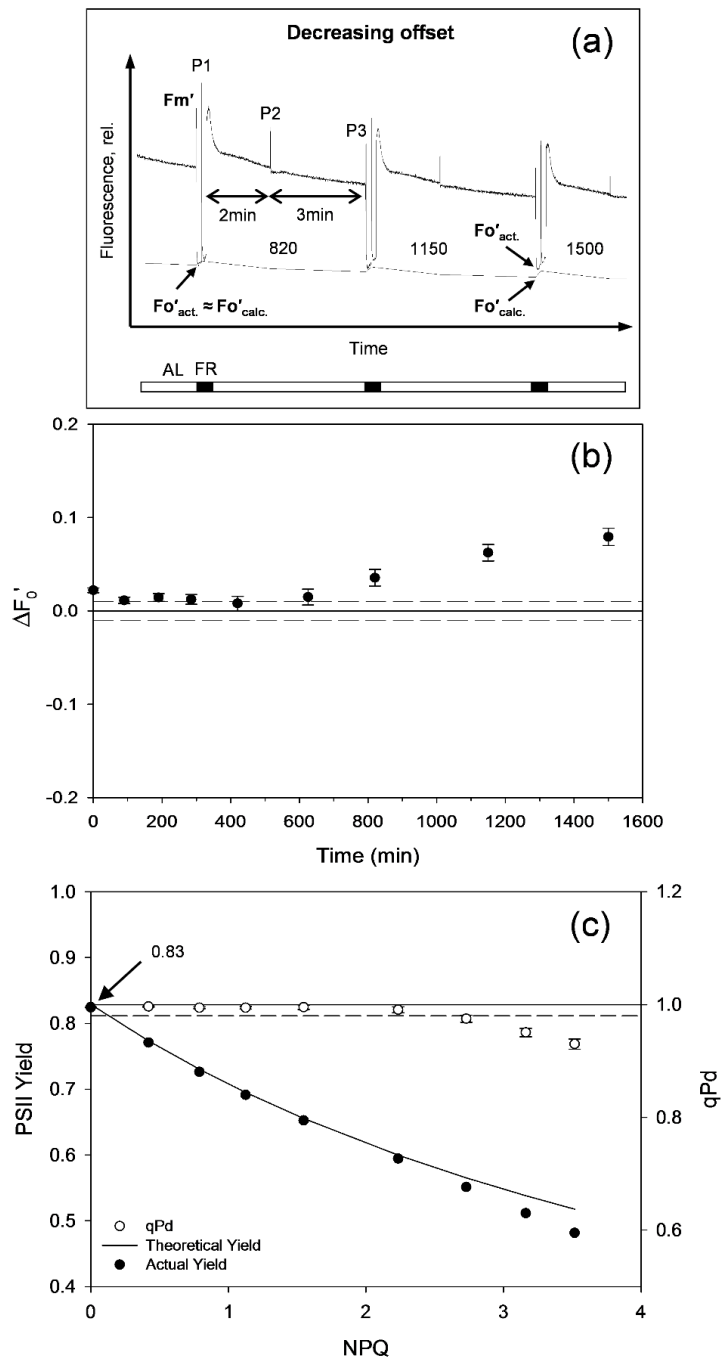 Decreasing offset
(a)
P1
Fm'
P2
P3
Fluorescence, rel.
2min
3min
820
1150
1500
Fo'act.
Fo'act. ≈ Fo'calc.
Fo'calc.
Time
AL
FR
(b)
0.2
0.1
0.0
-0.1
-0.2
ΔF0'
0 200 400 600 800 1000 1200 1400 1600
Time (min)
(c)
1.0
0.9
0.8
0.7
0.6
0.5
0.4
PSII Yield
0.83
1.2
1.0
0.8
0.6
qPd
qPd
Theoretical Yield
Actual Yield
0 1 2 3 4
NPQ